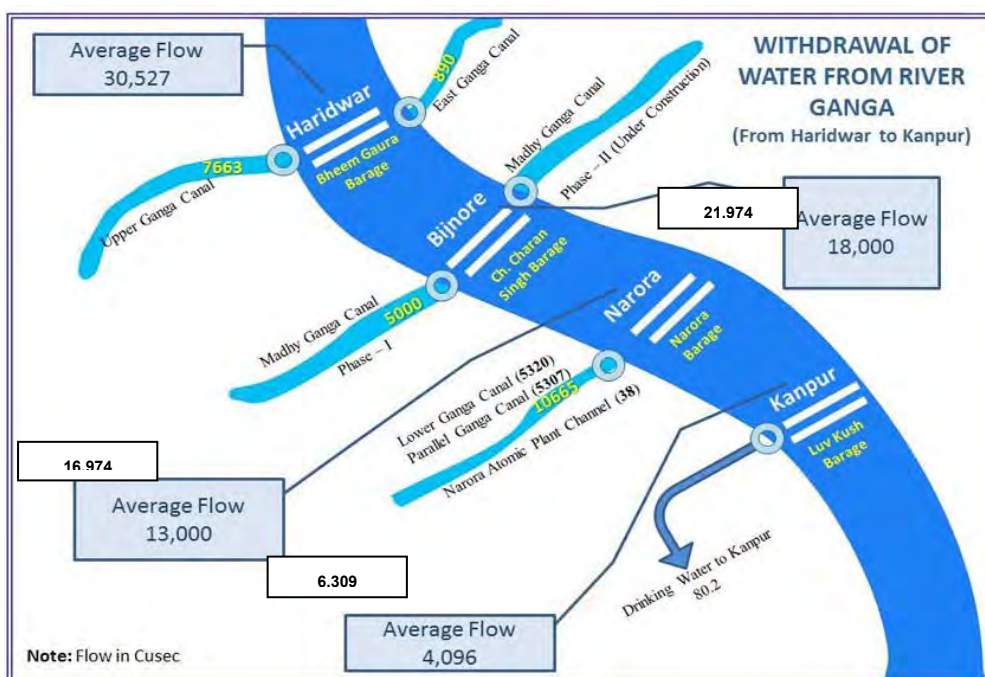 WITHDRAWAL OF
WATER FROM RIVER
GANGA
(From Haridwar to Kanpur)
Average Flow
30,527
Haridwar
Bheem Gaura
Barage
890
East Ganga Canal
7663
Upper Ganga Canal
Madhy Ganga Canal
Phase – II (Under Construction)
21.974
Average Flow
18,000
Bijnore
Ch. Charan
Singh Barage
5000
Madhy Ganga Canal
Phase – I
Narora
Narora
Barage
Lower Ganga Canal (5320)
Parallel Ganga Canal (5307)
10665
Narora Atomic Plant Channel (38)
16.974
Average Flow
13,000
6.309
Kanpur
Luv Kush
Barage
Drinking Water to Kanpur
80.2
Average Flow
4,096
Note: Flow in Cusec